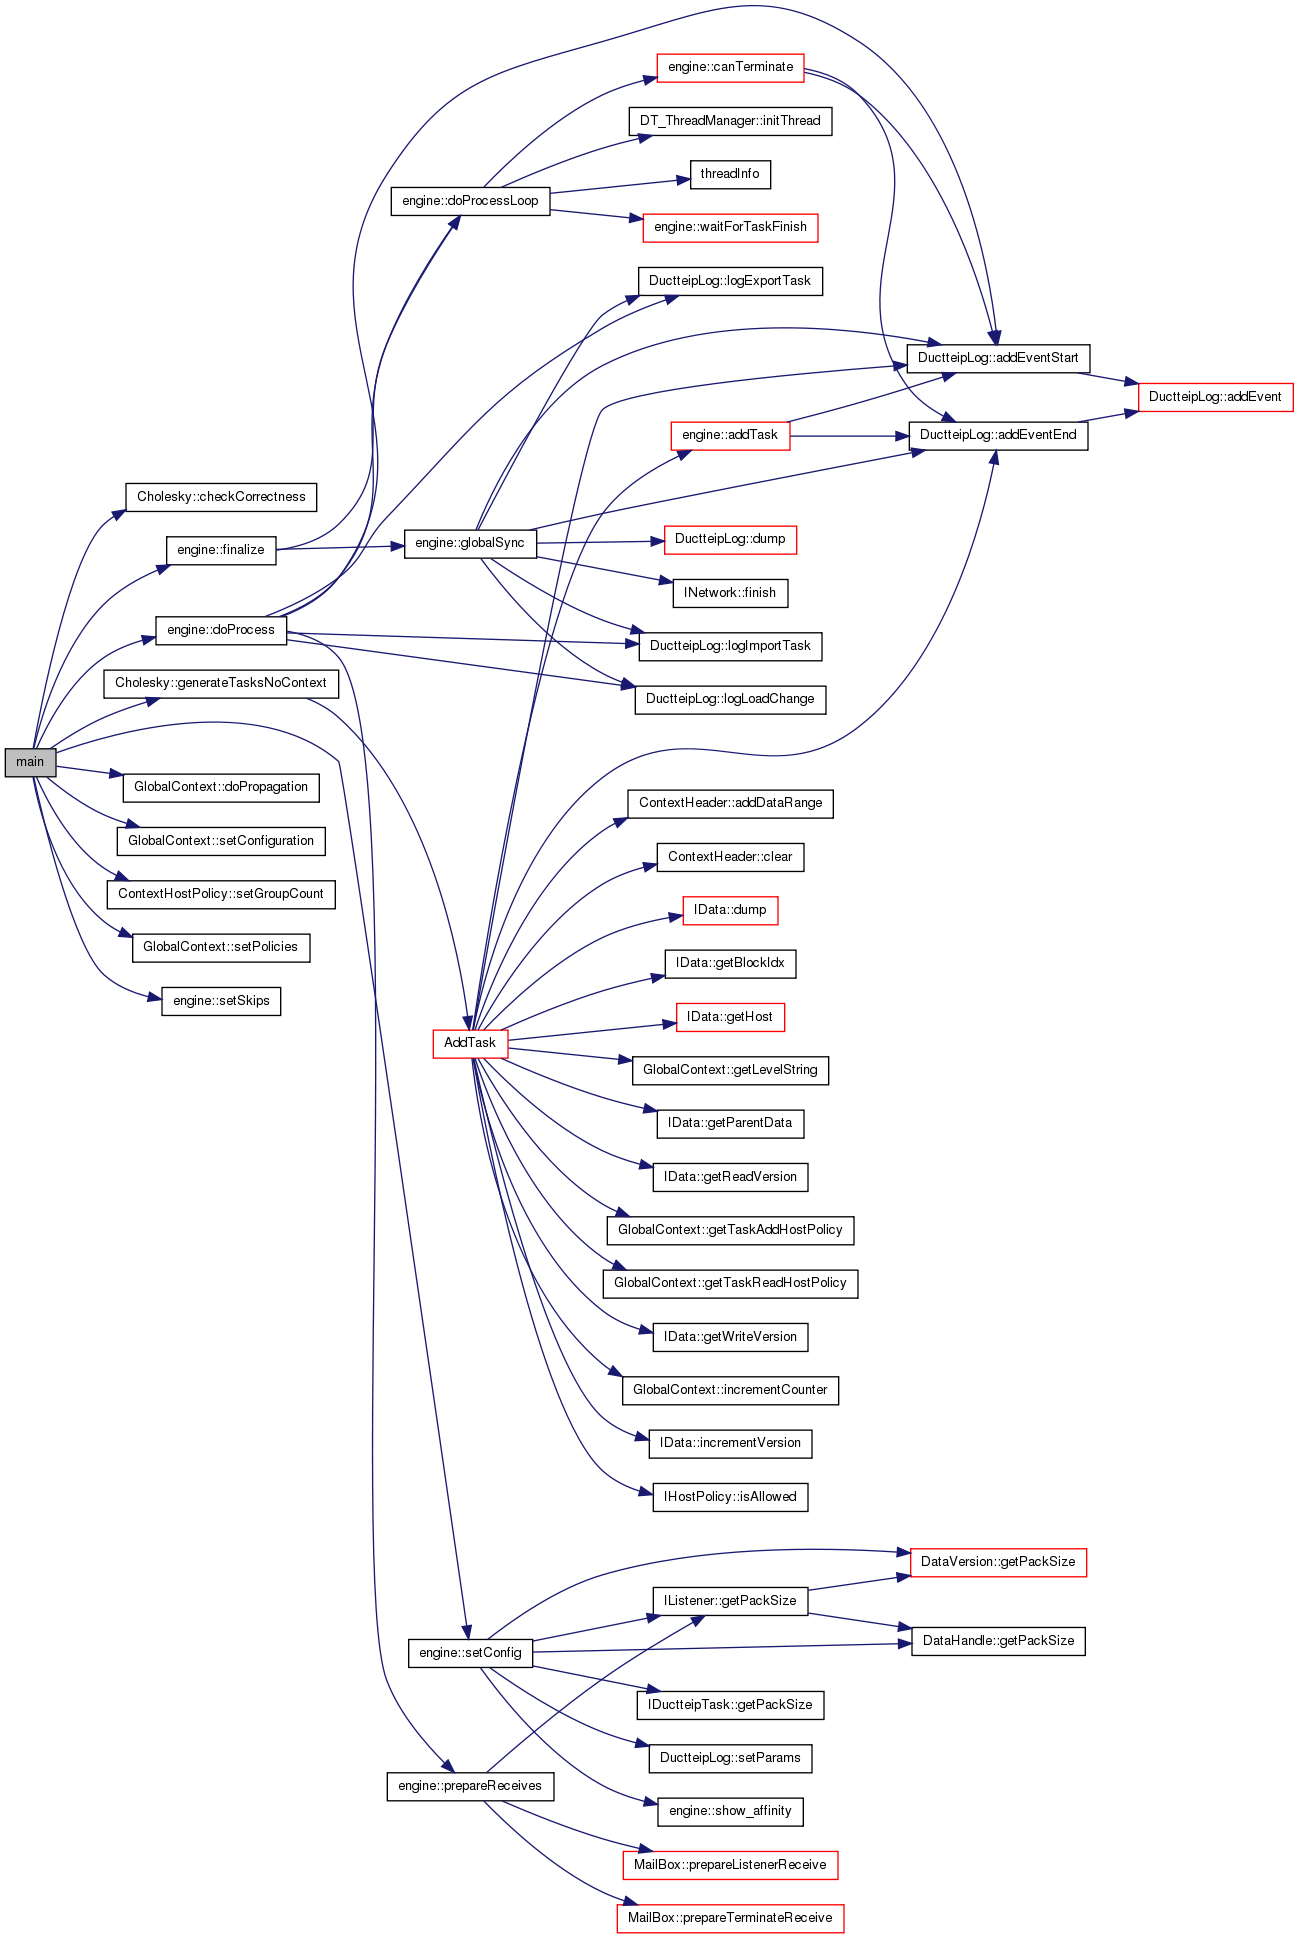 engine::canTerminate
DT_ThreadManager::initThread
threadInfo
engine::doProcessLoop
engine::waitForTaskFinish
DuctteipLog::logExportTask
DuctteipLog::addEventStart
DuctteipLog::addEvent
engine::addTask
DuctteipLog::addEventEnd
Cholesky::checkCorrectness
engine::finalize
engine::globalSync
DuctteipLog::dump
INetwork::finish
engine::doProcess
DuctteipLog::logImportTask
Cholesky::generateTasksNoContext
DuctteipLog::logLoadChange
main
GlobalContext::doPropagation
ContextHeader::addDataRange
GlobalContext::setConfiguration
ContextHeader::clear
ContextHostPolicy::setGroupCount
IData::dump
GlobalContext::setPolicies
IData::getBlockIdx
engine::setSkips
IData::getHost
AddTask
GlobalContext::getLevelString
IData::getParentData
IData::getReadVersion
GlobalContext::getTaskAddHostPolicy
GlobalContext::getTaskReadHostPolicy
IData::getWriteVersion
GlobalContext::incrementCounter
IData::incrementVersion
IHostPolicy::isAllowed
DataVersion::getPackSize
IListener::getPackSize
DataHandle::getPackSize
engine::setConfig
IDuctteipTask::getPackSize
DuctteipLog::setParams
engine::prepareReceives
engine::show_affinity
MailBox::prepareListenerReceive
MailBox::prepareTerminateReceive